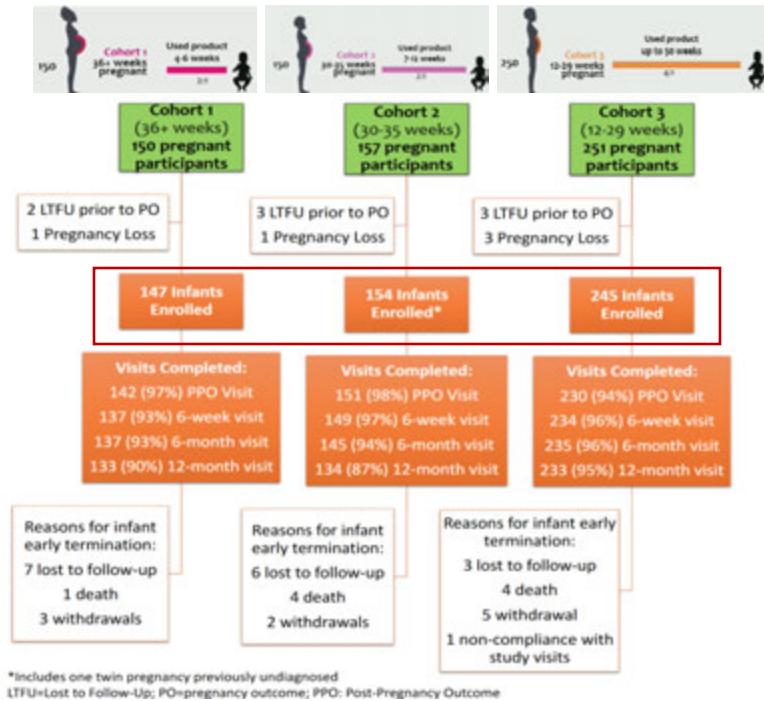 150
Cohort 1
36+ weeks
pregnant
Used product
4-6 weeks
2:1
150
Cohort 2
30-35 weeks
pregnant
Used product
7-12 weeks
2:1
250
Cohort 3
12-29 weeks
pregnant
Used product
up to 30 weeks
4:1
Cohort 1
(36+ weeks)
150 pregnant
participants
Cohort 2
(30-35 weeks)
157 pregnant
participants
Cohort 3
(12-29 weeks)
251 pregnant
participants
2 LTFU prior to PO
1 Pregnancy Loss
3 LTFU prior to PO
1 Pregnancy Loss
3 LTFU prior to PO
3 Pregnancy Loss
147 Infants
Enrolled
154 Infants
Enrolled*
245 Infants
Enrolled
Visits Completed:
142 (97%) PPO Visit
137 (93%) 6-week visit
137 (93%) 6-month visit
133 (90%) 12-month visit
Visits Completed:
151 (98%) PPO Visit
149 (97%) 6-week visit
145 (94%) 6-month visit
134 (87%) 12-month visit
Visits Completed:
230 (94%) PPO Visit
234 (96%) 6-week visit
235 (96%) 6-month visit
233 (95%) 12-month visit
Reasons for infant
early termination:
7 lost to follow-up
1 death
3 withdrawals
Reasons for infant
early termination:
6 lost to follow-up
4 death
2 withdrawals
Reasons for infant early
termination:
3 lost to follow-up
4 death
5 withdrawal
1 non-compliance with
study visits
*Includes one twin pregnancy previously undiagnosed
LTFU=Lost to Follow-Up; PO=pregnancy outcome; PPO: Post-Pregnancy Outcome